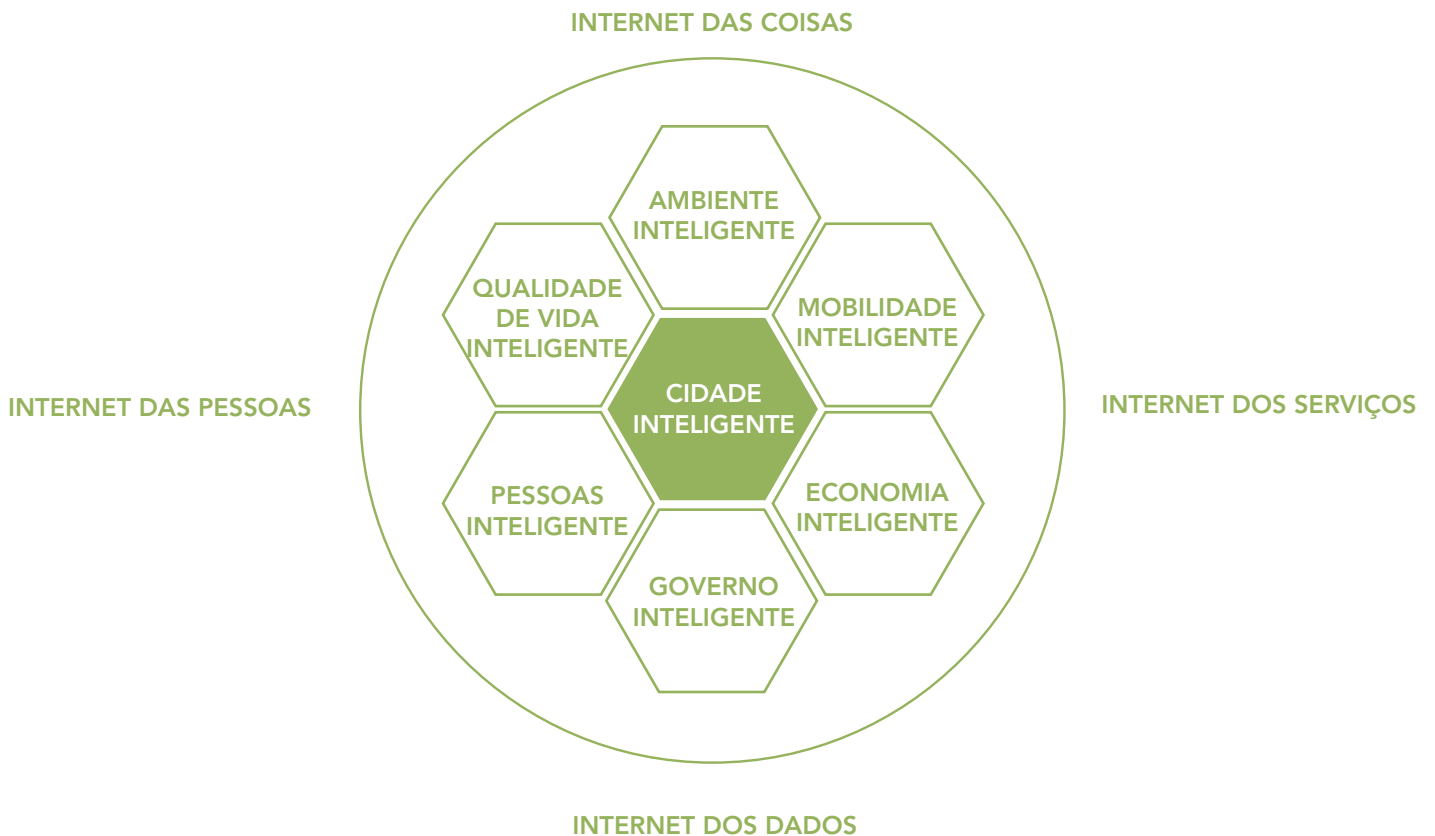 INTERNET DAS COISAS
AMBIENTE
INTELIGENTE
QUALIDADE
DE VIDA
INTELIGENTE
MOBILIDADE
INTELIGENTE
CIDADE
INTELIGENTE
INTERNET DAS PESSOAS
INTERNET DOS SERVIÇOS
PESSOAS
INTELIGENTE
ECONOMIA
INTELIGENTE
GOVERNO
INTELIGENTE
INTERNET DOS DADOS